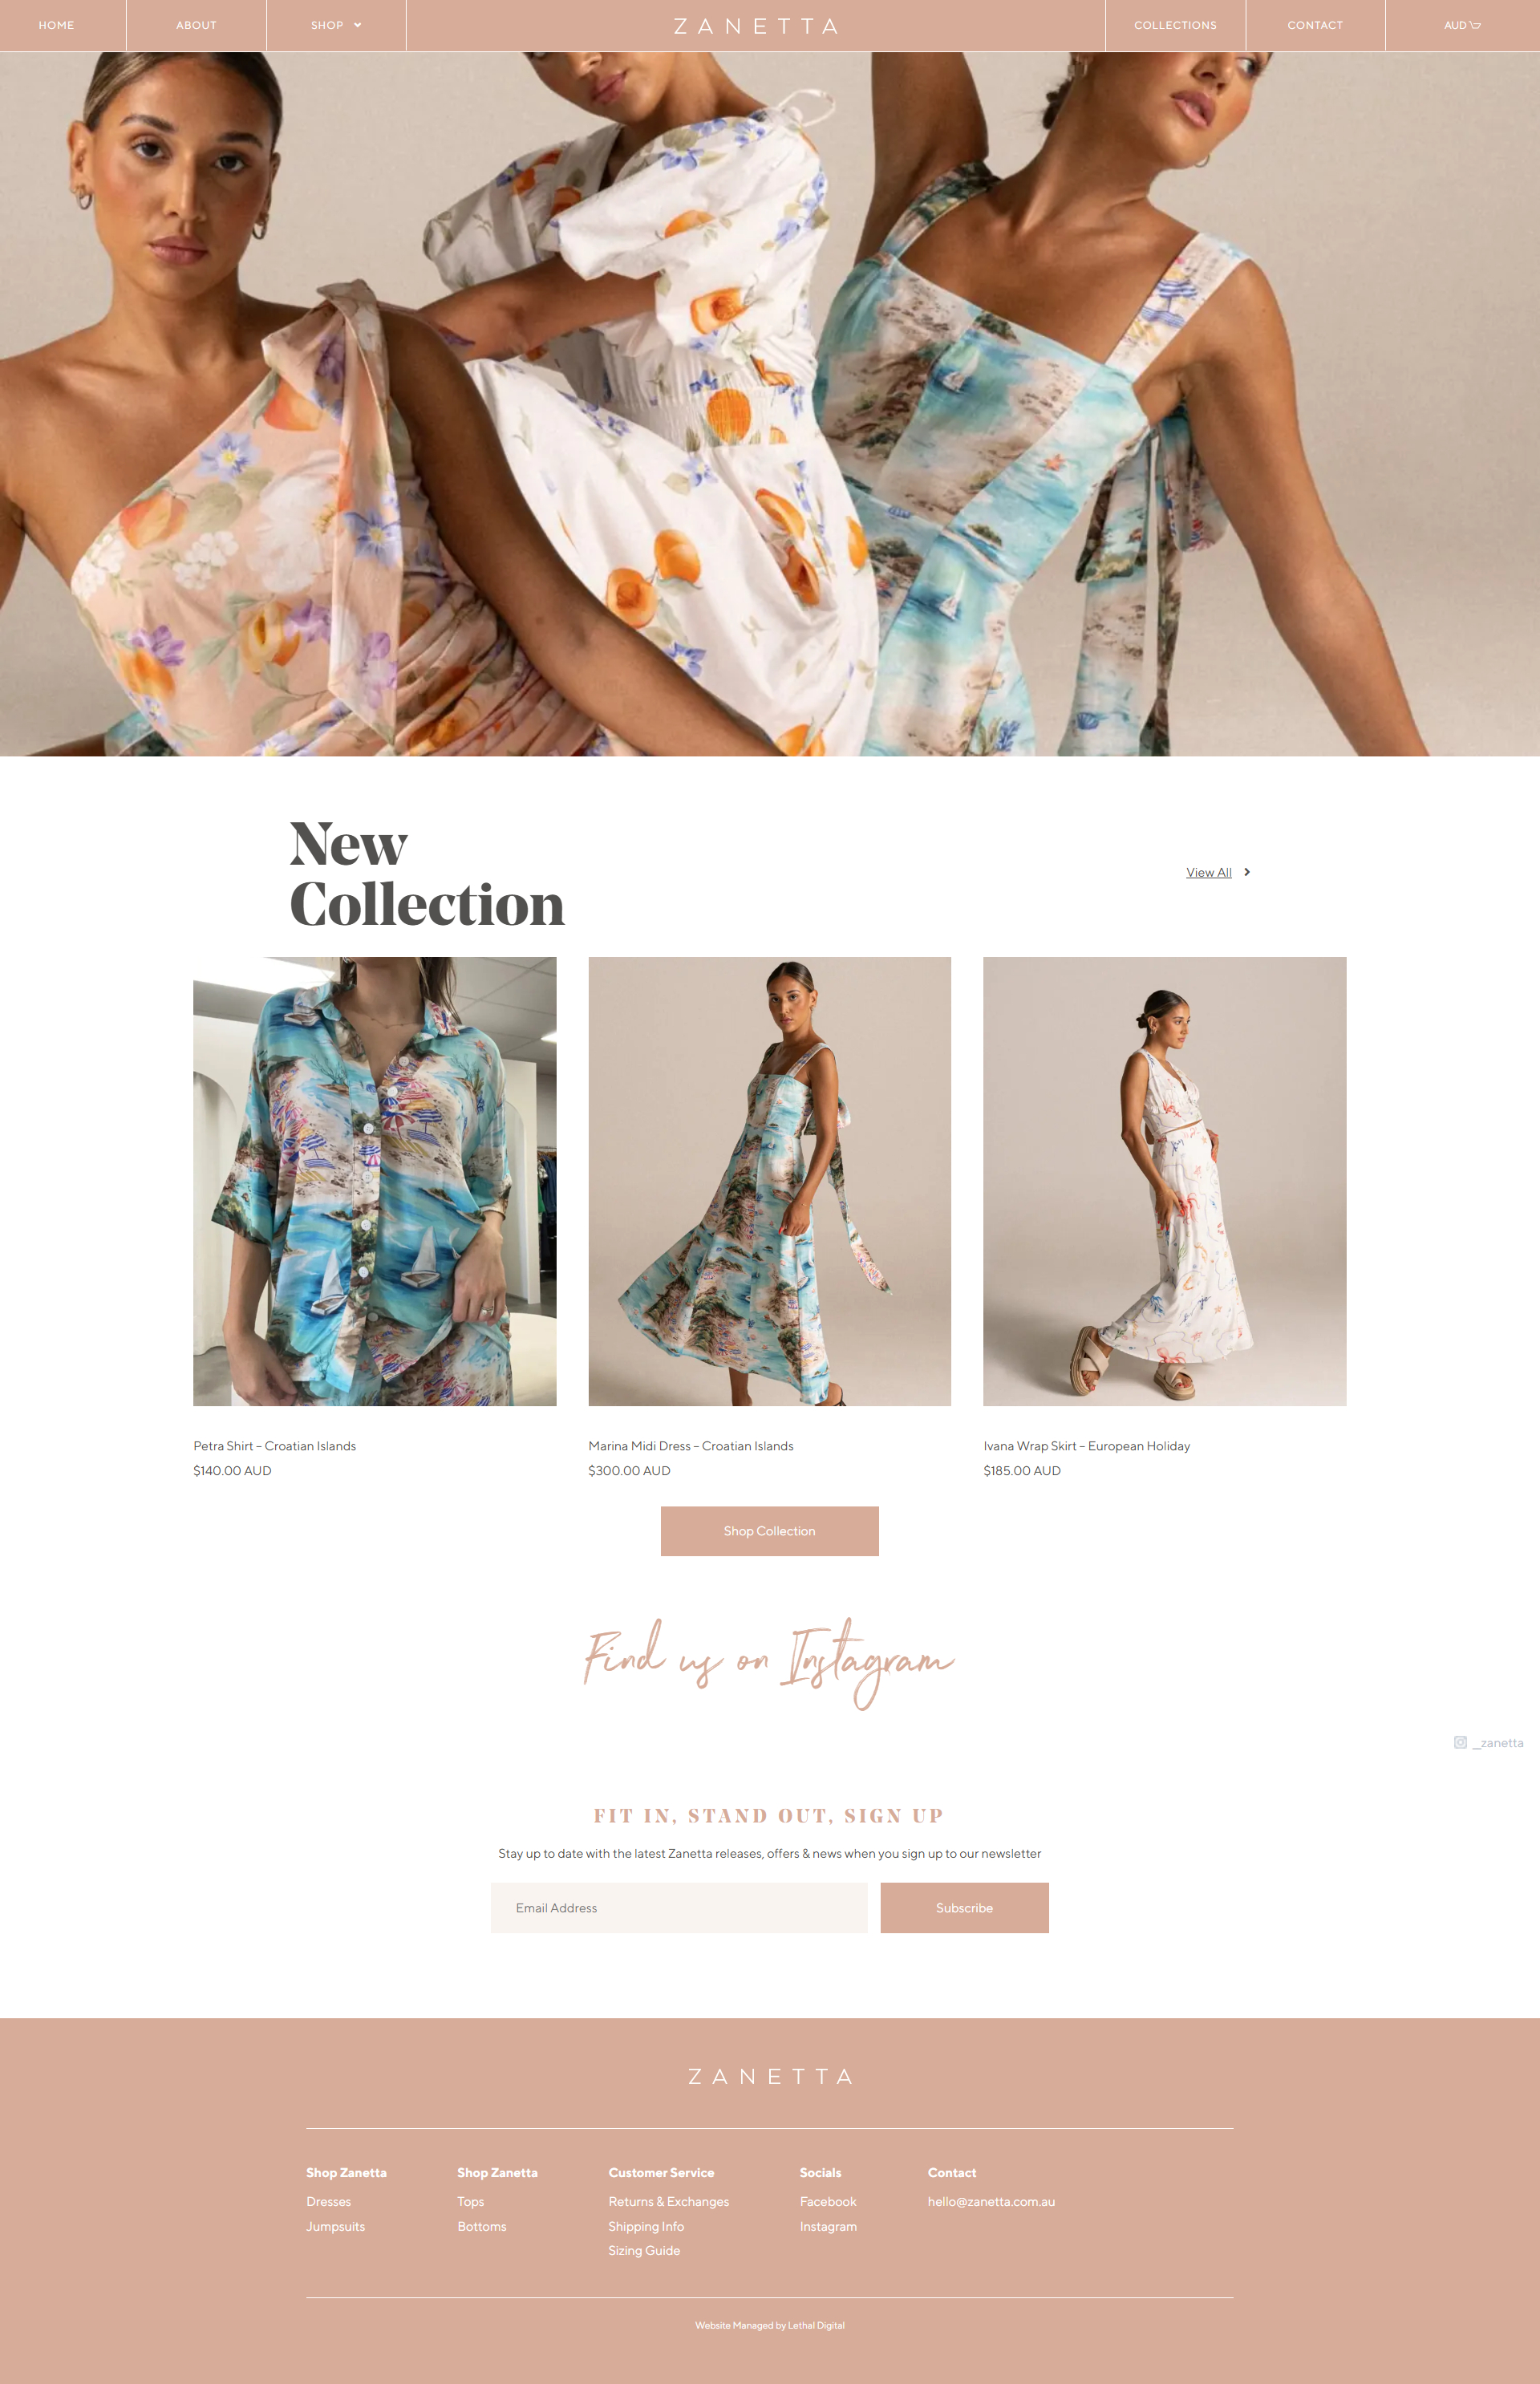 HOME
ABOUT
SHOP
ZANETTA
COLLECTIONS
CONTACT
AUD
New
Collection
View All
Petra Shirt – Croatian Islands
$140.00 AUD
Marina Midi Dress – Croatian Islands
$300.00 AUD
Ivana Wrap Skirt – European Holiday
$185.00 AUD
Shop Collection
Find us on Instagram
_zanetta
FIT IN, STAND OUT, SIGN UP
Stay up to date with the latest Zanetta releases, offers & news when you sign up to our newsletter
Email Address
Subscribe
ZANETTA
Shop Zanetta
Dresses
Jumpsuits
Shop Zanetta
Tops
Bottoms
Customer Service
Returns & Exchanges
Shipping Info
Sizing Guide
Socials
Facebook
Instagram
Contact
hello@zanetta.com.au
Website Managed by Lethal Digital